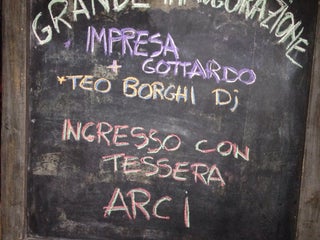 GRANDE INAUGURAZIONE
IMPRESA
+ GOTTARDO
*TEO BORGHI Dj
INGRESSO CON
TESSERA
ARCI